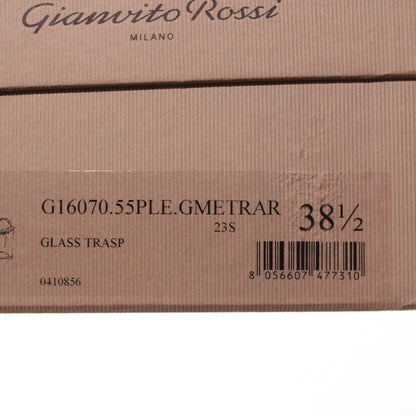 Gianvito Rossi
MILANO
G16070.55PLE.GMETRAR 38½
23S
GLASS TRASP
8 056607 477310
0410856